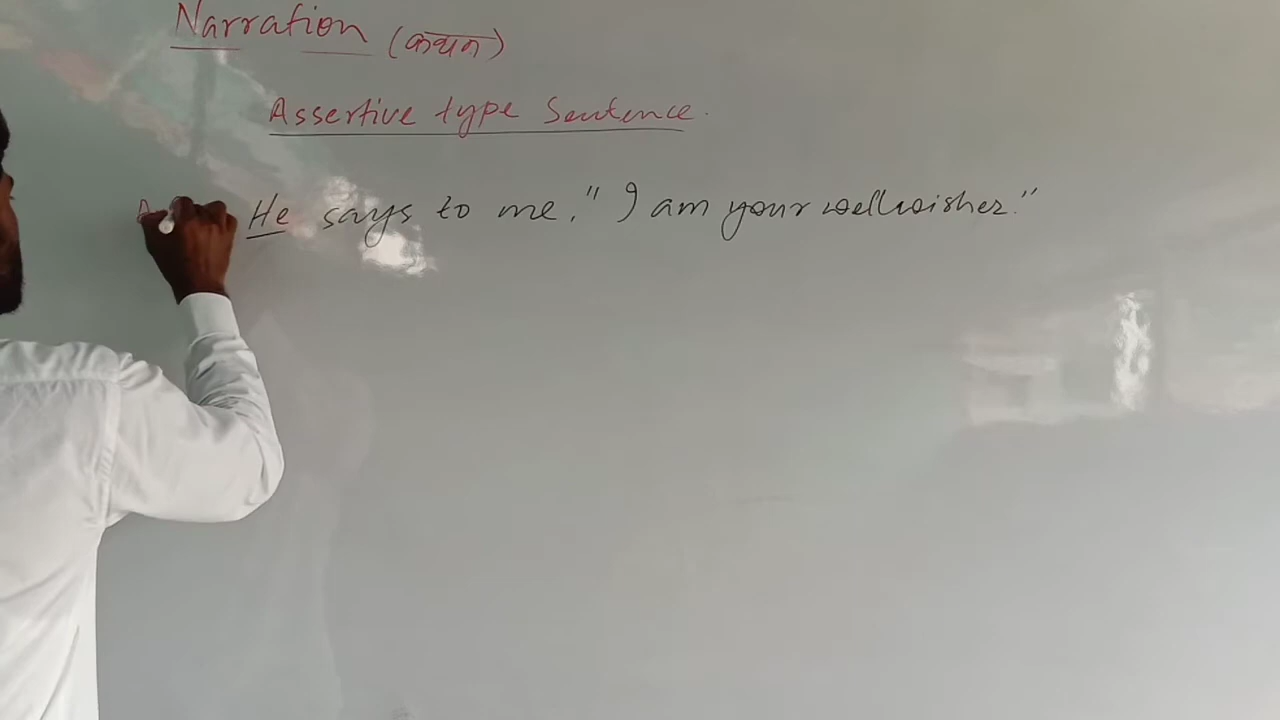 Narration (कथन)
Assertive type Sentence.
He says to me, " I am your wellwisher."